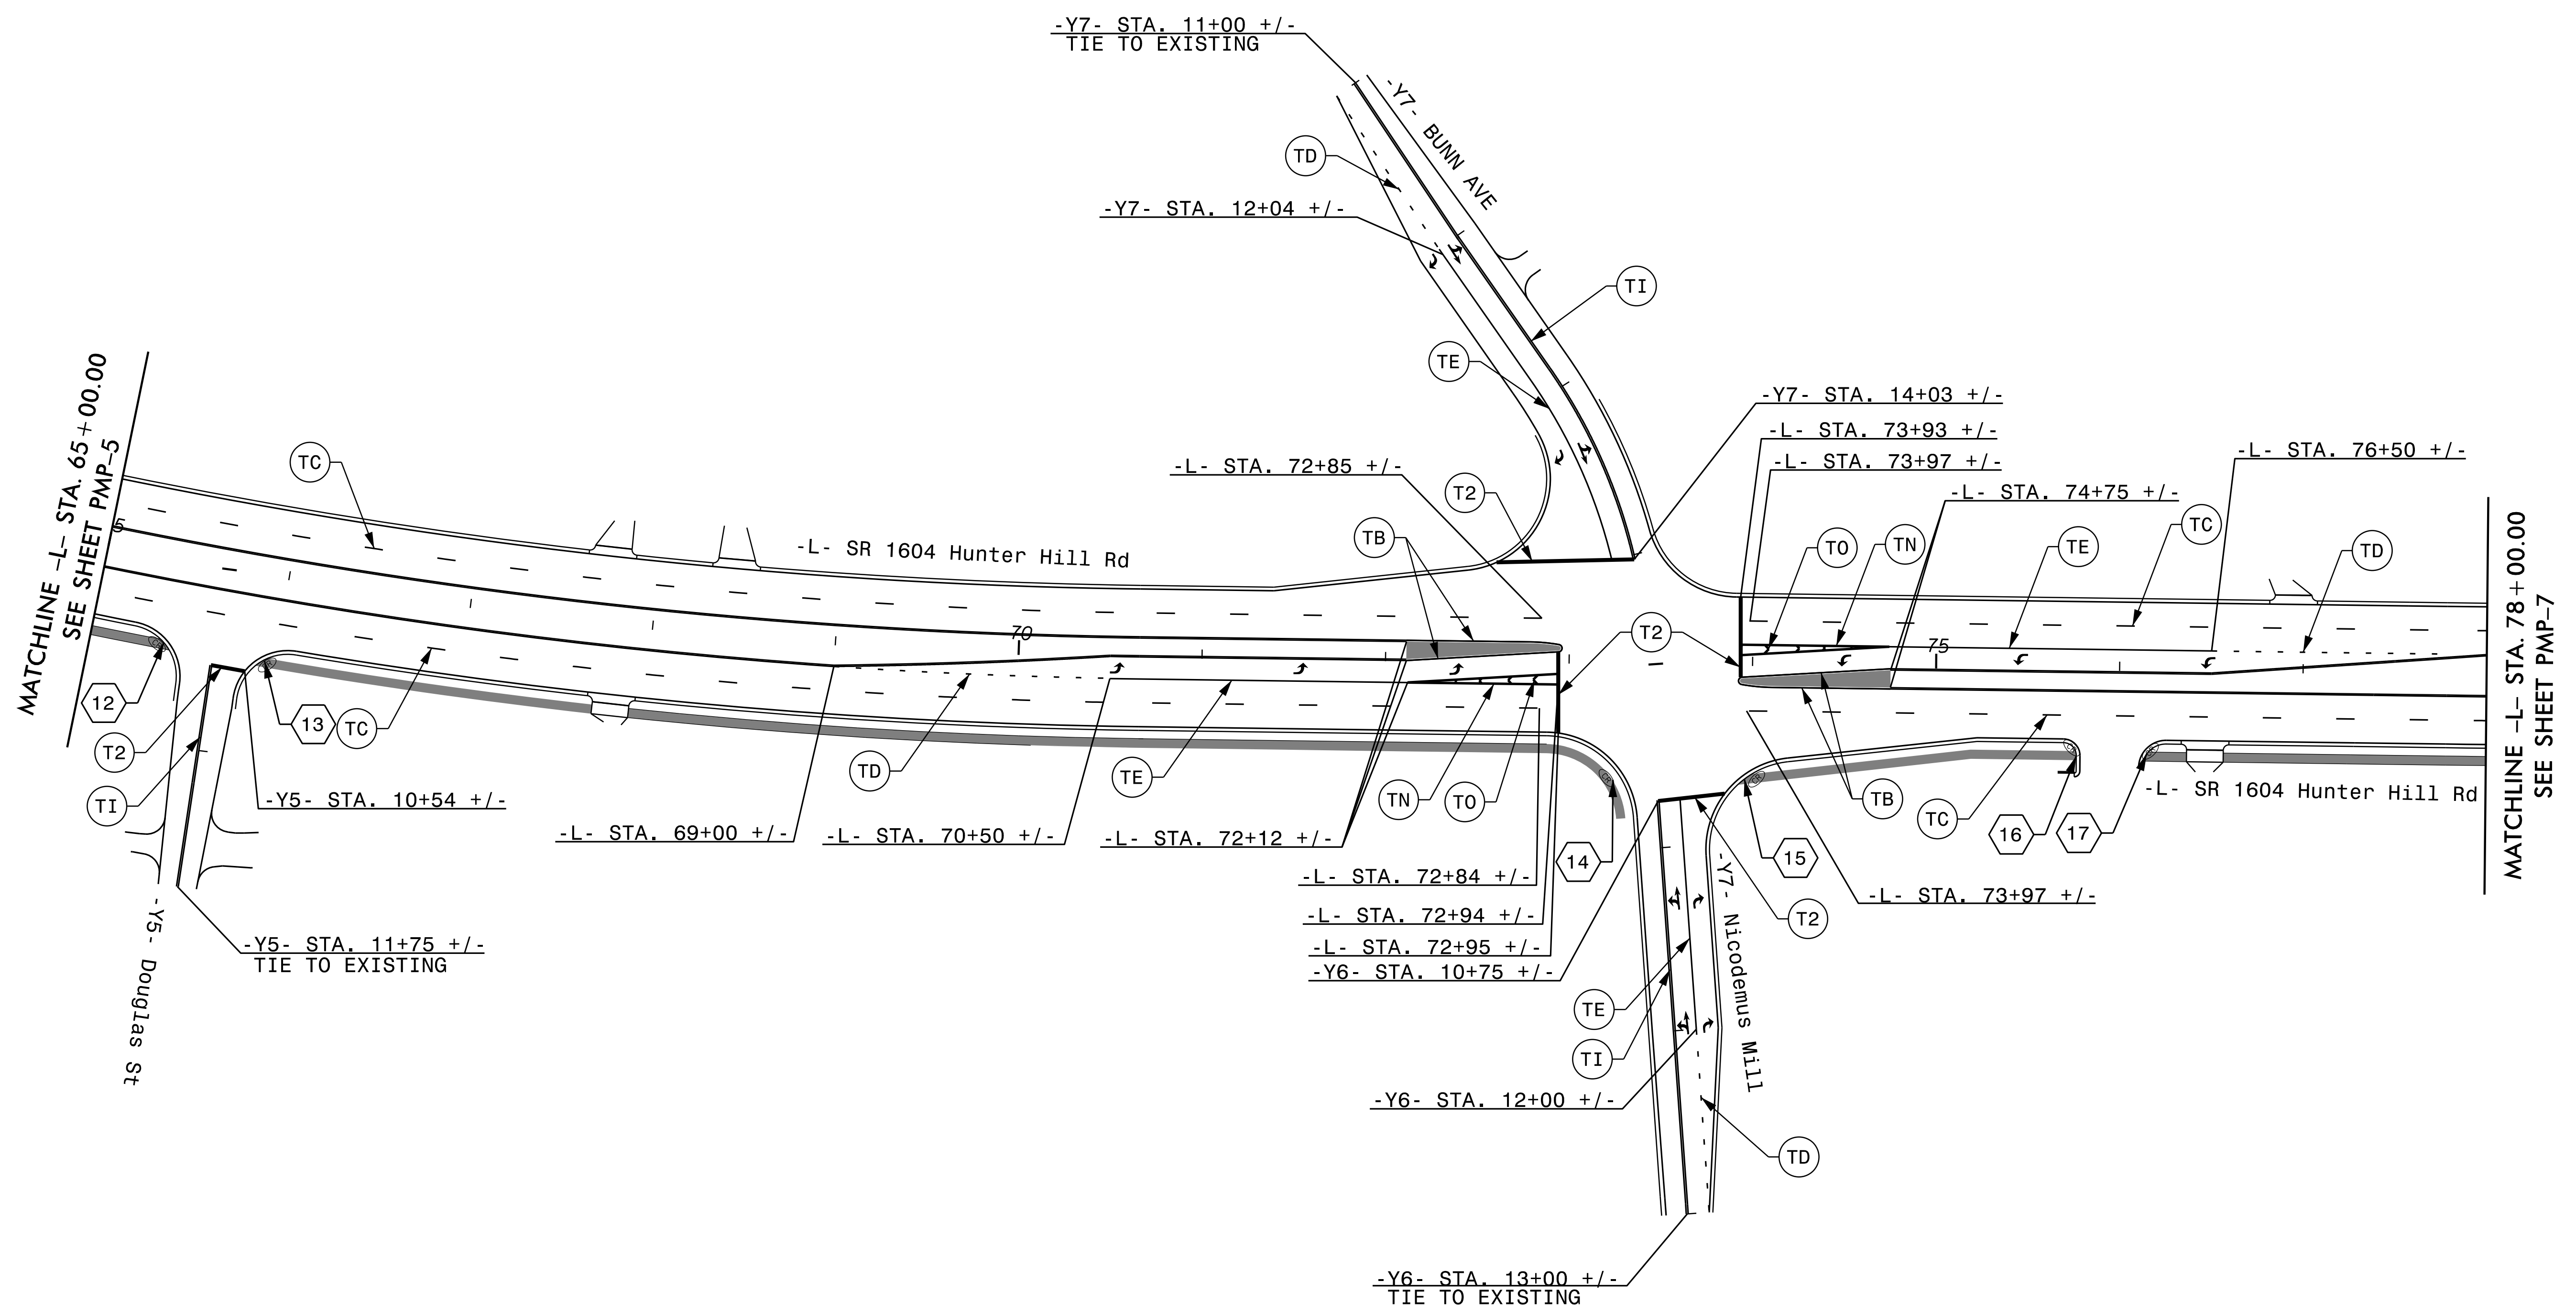 -Y7- STA. 11+00 +/-
TIE TO EXISTING
-Y7- BUNN AVE
TD
-Y7- STA. 12+04 +/-
TI
TE
-Y7- STA. 14+03 +/-
-L- STA. 73+93 +/-
-L- STA. 73+97 +/-
-L- STA. 76+50 +/-
-L- STA. 74+75 +/-
-L- STA. 72+85 +/-
T2
TB
TC
-L- SR 1604 Hunter Hill Rd
TO
TN
TE
TC
TD
MATCHLINE -L- STA. 65+00.00
SEE SHEET PMP-5
5
70
T2
75
MATCHLINE -L- STA. 78+00.00
SEE SHEET PMP-7
12
13
TC
T2
TI
-Y5- STA. 10+54 +/-
TD
TE
TN
TO
TB
TC
16
17
-L- SR 1604 Hunter Hill Rd
-L- STA. 69+00 +/-
-L- STA. 70+50 +/-
-L- STA. 72+12 +/-
14
15
-L- STA. 72+84 +/-
-L- STA. 72+94 +/-
-L- STA. 72+95 +/-
-Y6- STA. 10+75 +/-
-L- STA. 73+97 +/-
T2
-Y7- Nicodemus Mill
-Y5- STA. 11+75 +/-
TIE TO EXISTING
-Y5- Douglas St
TE
TI
-Y6- STA. 12+00 +/-
TD
-Y6- STA. 13+00 +/-
TIE TO EXISTING